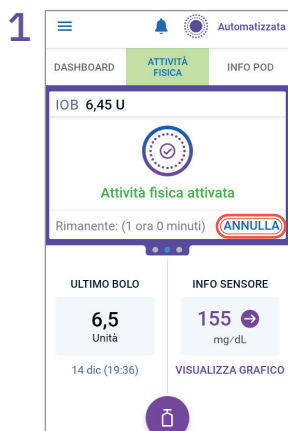 1
Automatizzata
DASHBOARD
ATTIVITÀ
FISICA
INFO POD
IOB 6,45 U
Attività fisica attivata
Rimanente: (1 ora 0 minuti) ANNULLA
ULTIMO BOLO
6,5
Unità
14 dic (19:36)
INFO SENSORE
155
mg/dL
VISUALIZZA GRAFICO